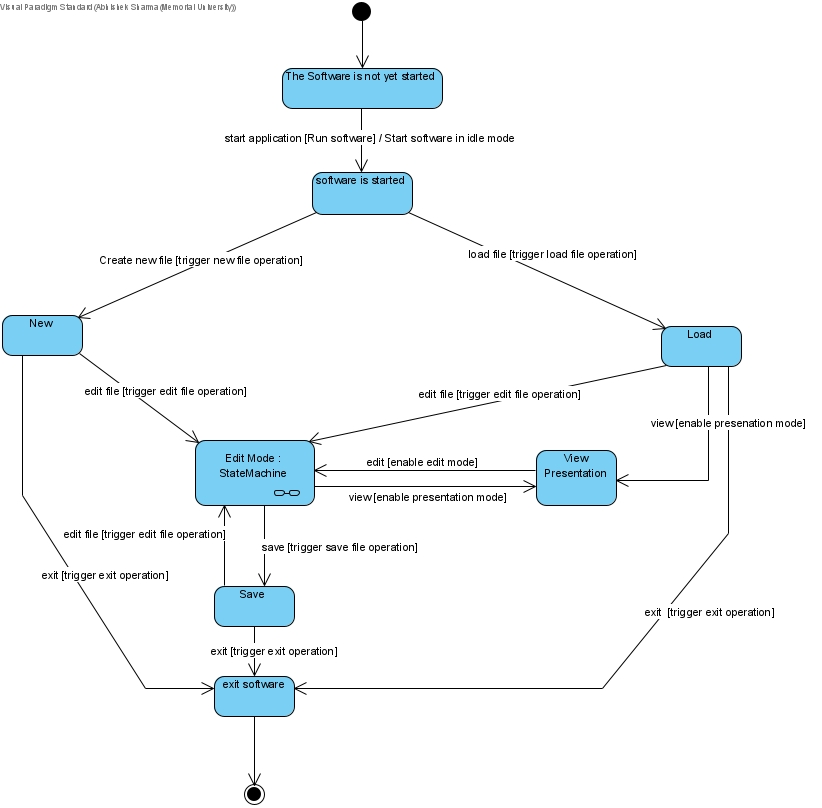 Visual Paradigm Standard(Abhishek Sharma(Memorial University))
The Software is not yet started
start application [Run software] / Start software in idle mode
software is started
Create new file [trigger new file operation]
load file [trigger load file operation]
New
Load
edit file [trigger edit file operation]
edit file [trigger edit file operation]
view [enable presenation mode]
Edit Mode :
StateMachine
edit [enable edit mode]
View
Presentation
view [enable presentation mode]
edit file [trigger edit file operation]
save [trigger save file operation]
exit [trigger exit operation]
Save
exit [trigger exit operation]
exit [trigger exit operation]
exit software